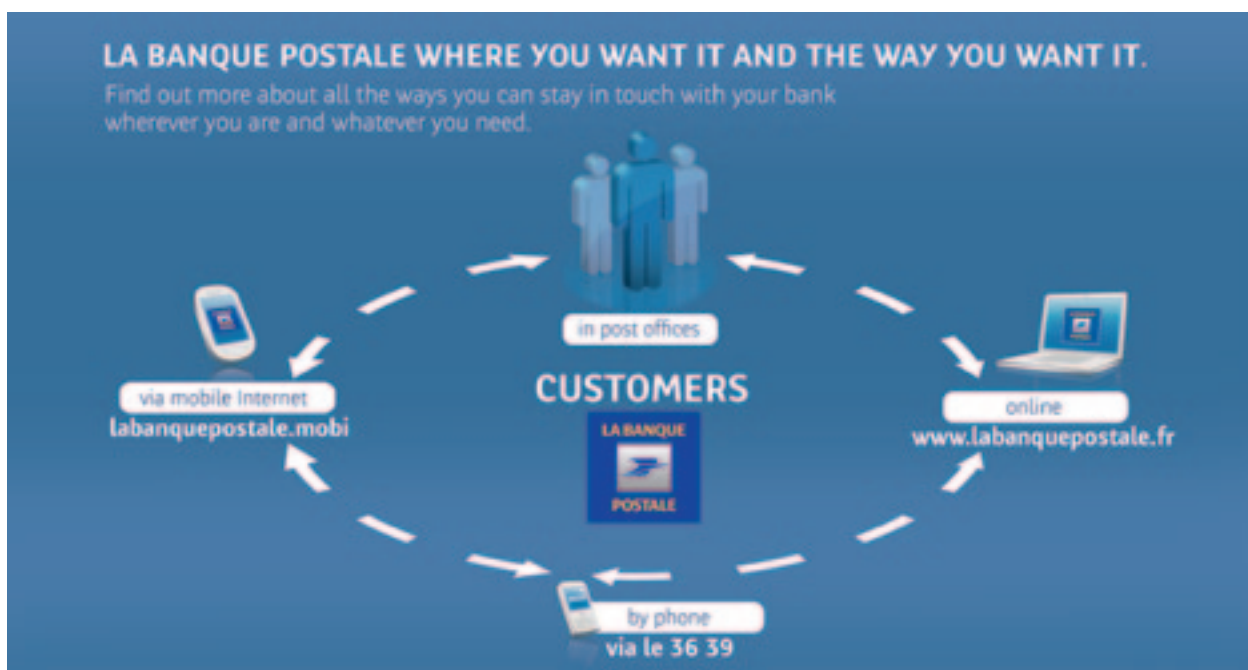 LA BANQUE POSTALE WHERE YOU WANT IT AND THE WAY YOU WANT IT.
Find out more about all the ways you can stay in touch with your bank
wherever you are and whatever you need.
in post offices
via mobile Internet
labanquepostale.mobi
CUSTOMERS
LA BANQUE
POSTALE
online
www.labanquepostale.fr
by phone
via le 36 39